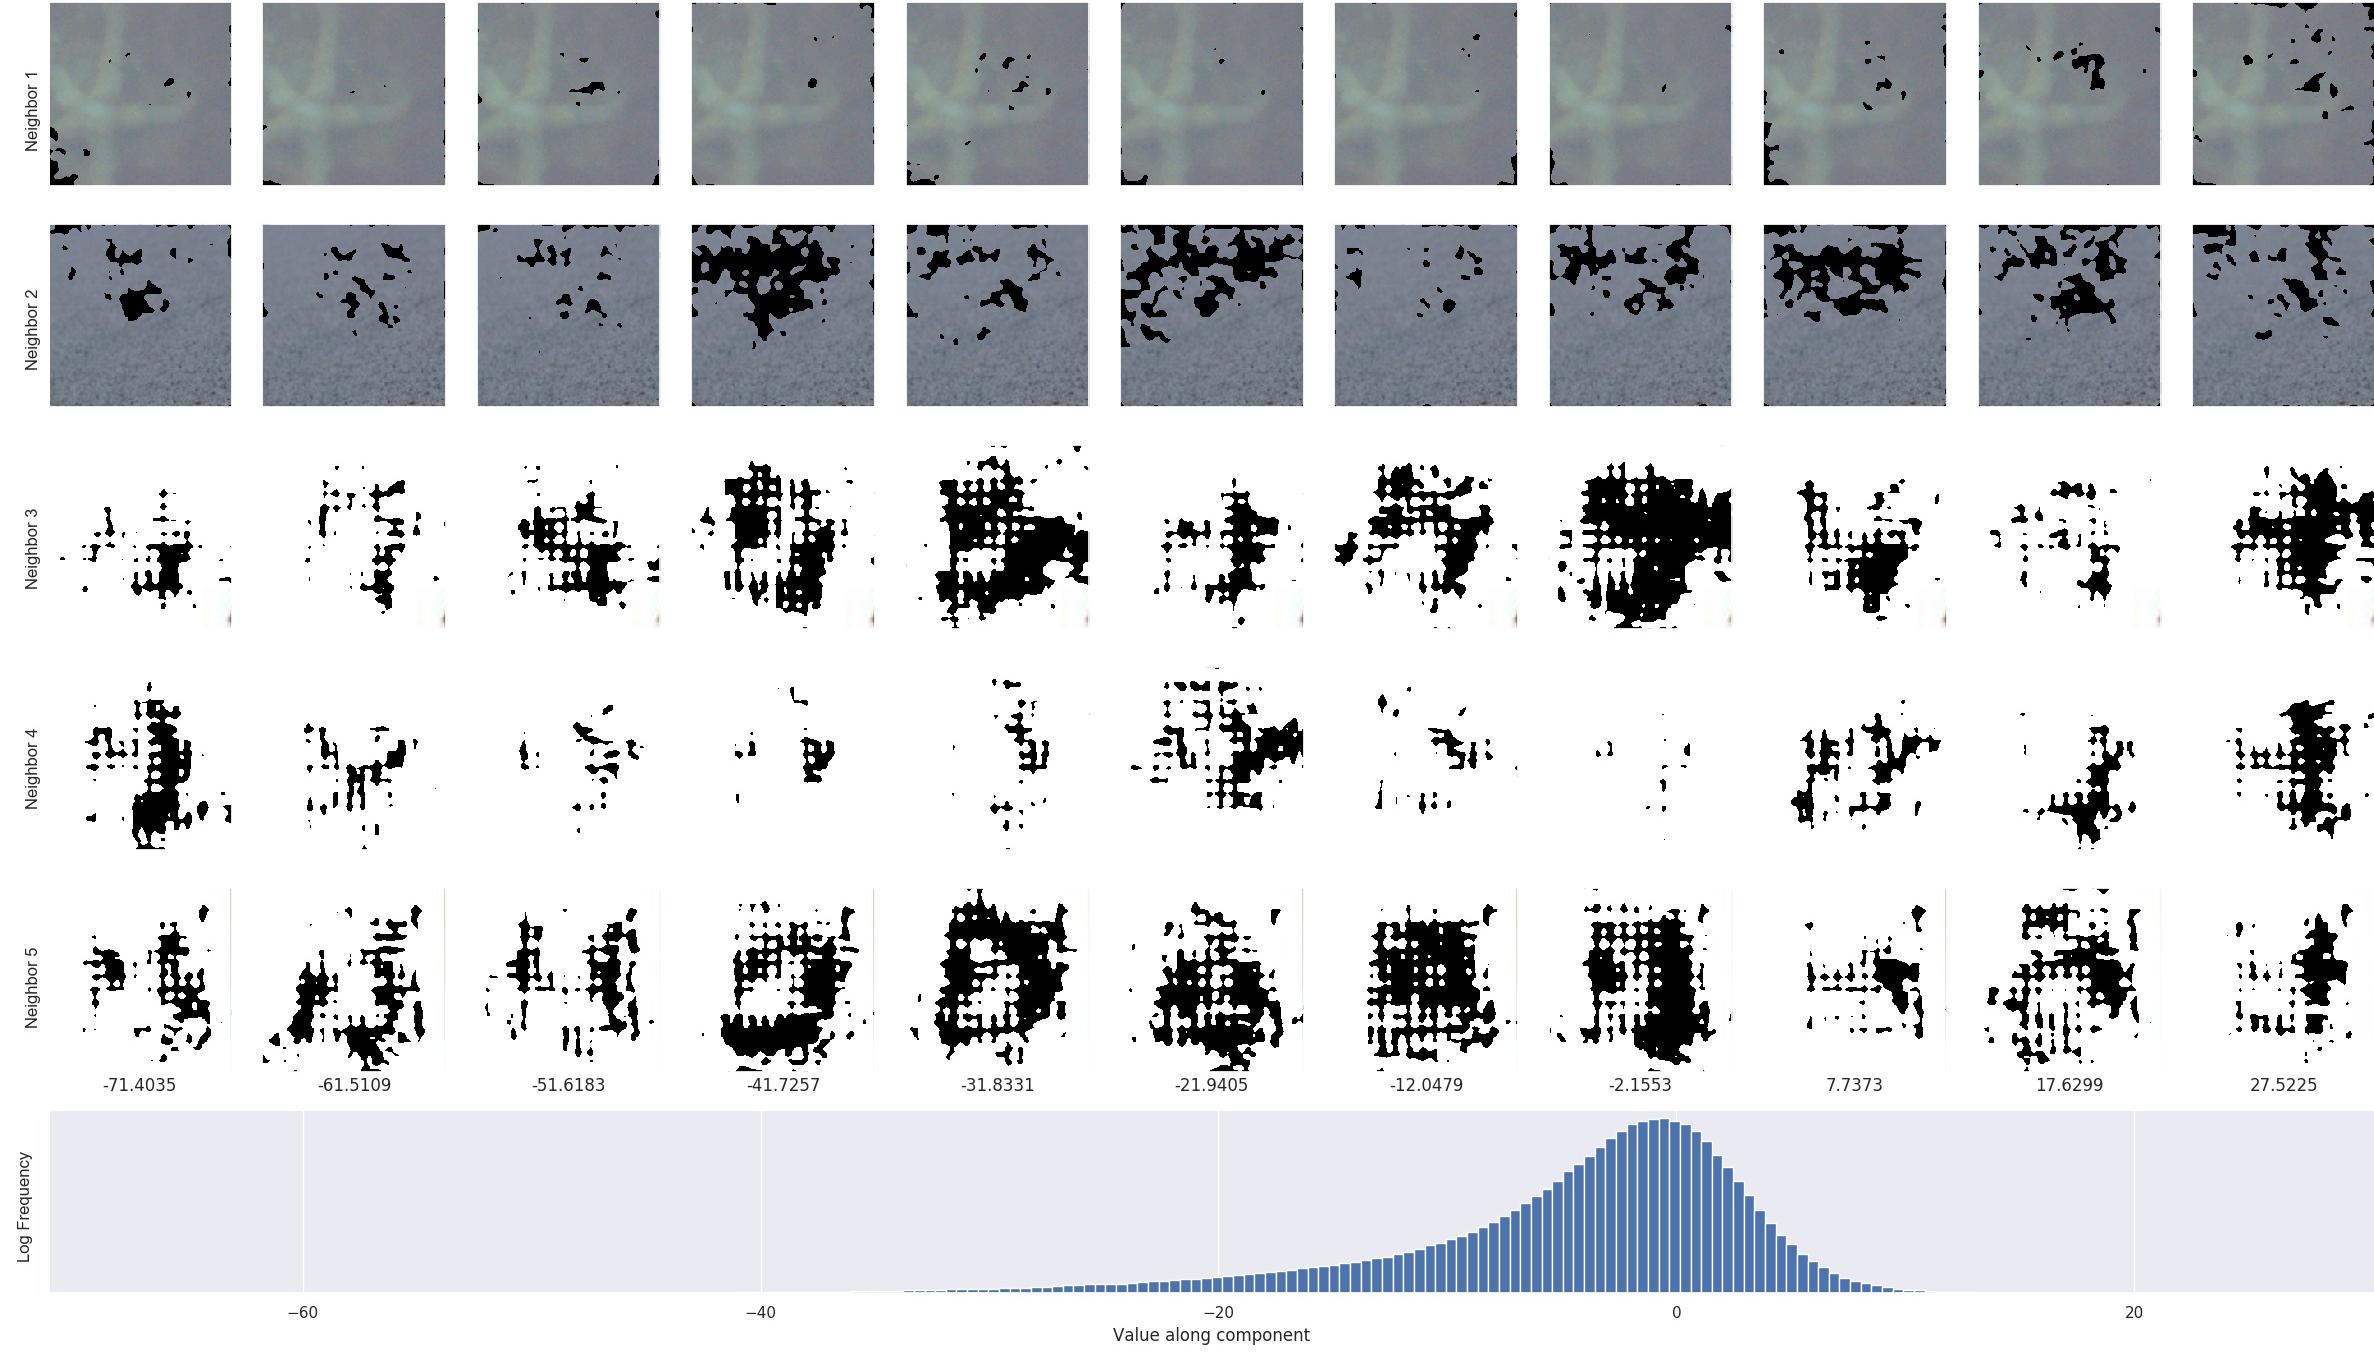 Neighbor 1
Neighbor 2
Neighbor 3
Neighbor 4
Neighbor 5
-71.4035 -61.5109 -51.6183 -41.7257 -31.8331 -21.9405 -12.0479 -2.1553 7.7373 17.6299 27.5225
Log Frequency
−60 −40 −20 0 20
Value along component